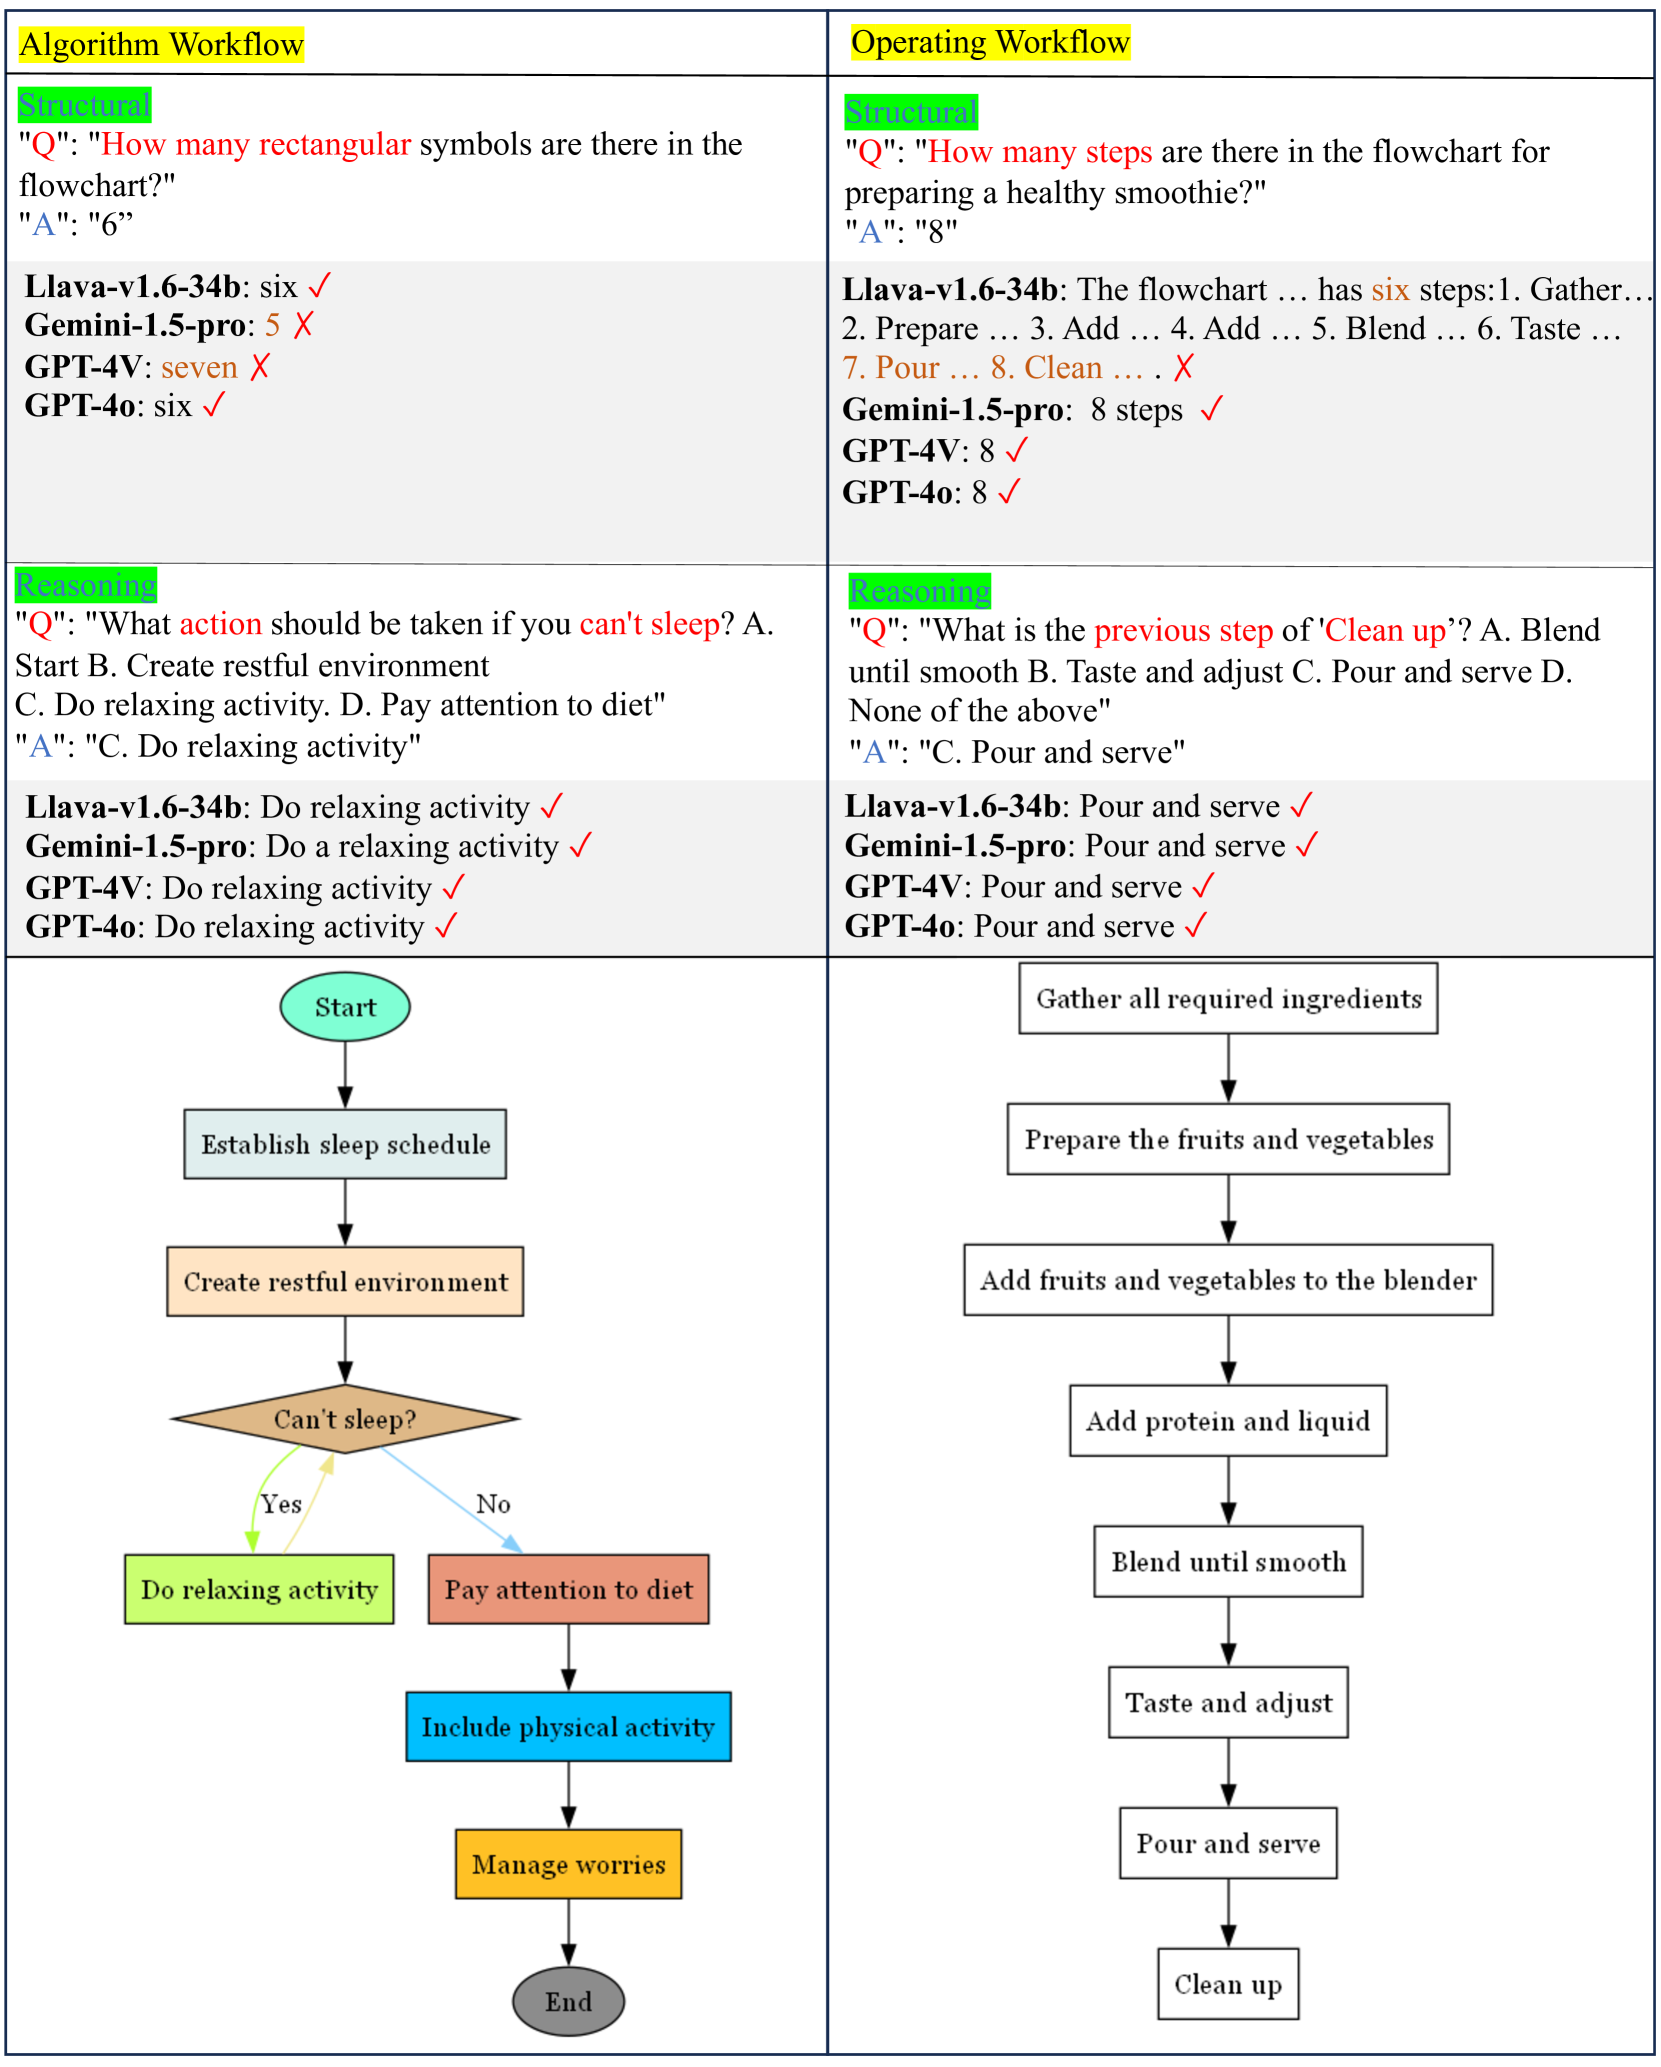 Algorithm Workflow
Structural
"Q": "How many rectangular symbols are there in the
flowchart?"
"A": "6”
Llava-v1.6-34b: six ✓
Gemini-1.5-pro: 5 ✗
GPT-4V: seven ✗
GPT-4o: six ✓
Reasoning
"Q": "What action should be taken if you can't sleep? A.
Start B. Create restful environment
C. Do relaxing activity. D. Pay attention to diet"
"A": "C. Do relaxing activity"
Llava-v1.6-34b: Do relaxing activity ✓
Gemini-1.5-pro: Do a relaxing activity ✓
GPT-4V: Do relaxing activity ✓
GPT-4o: Do relaxing activity ✓
Start
Establish sleep schedule
Create restful environment
Can't sleep?
Yes
No
Do relaxing activity
Pay attention to diet
Include physical activity
Manage worries
End
Operating Workflow
Structural
"Q": "How many steps are there in the flowchart for
preparing a healthy smoothie?"
"A": "8"
Llava-v1.6-34b: The flowchart … has six steps:1. Gather…
2. Prepare … 3. Add … 4. Add … 5. Blend … 6. Taste …
7. Pour … 8. Clean … . ✗
Gemini-1.5-pro: 8 steps ✓
GPT-4V: 8 ✓
GPT-4o: 8 ✓
Reasoning
"Q": "What is the previous step of 'Clean up’? A. Blend
until smooth B. Taste and adjust C. Pour and serve D.
None of the above"
"A": "C. Pour and serve"
Llava-v1.6-34b: Pour and serve ✓
Gemini-1.5-pro: Pour and serve ✓
GPT-4V: Pour and serve ✓
GPT-4o: Pour and serve ✓
Gather all required ingredients
Prepare the fruits and vegetables
Add fruits and vegetables to the blender
Add protein and liquid
Blend until smooth
Taste and adjust
Pour and serve
Clean up